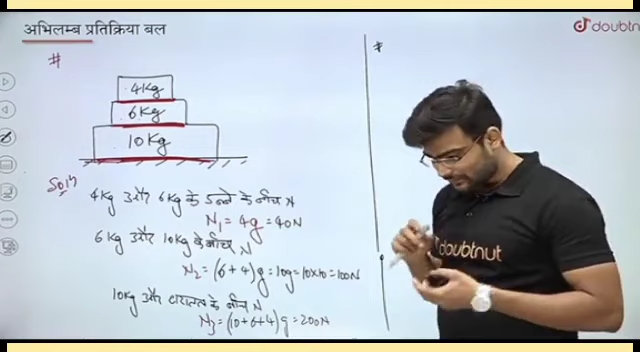 अभिलम्ब प्रतिक्रिया बल
doubtnut
#
#
4Kg
6Kg
10Kg
Solⁿ
4Kg और 6Kg के डिब्बे के बीच N
N₁ = 4g = 40N
6Kg और 10Kg के बीच N
N₂ = (6+4)g = 10g = 10×10 = 100N
10Kg और धरातल के बीच N
N₃ = (10+6+4)g = 200N
doubtnut